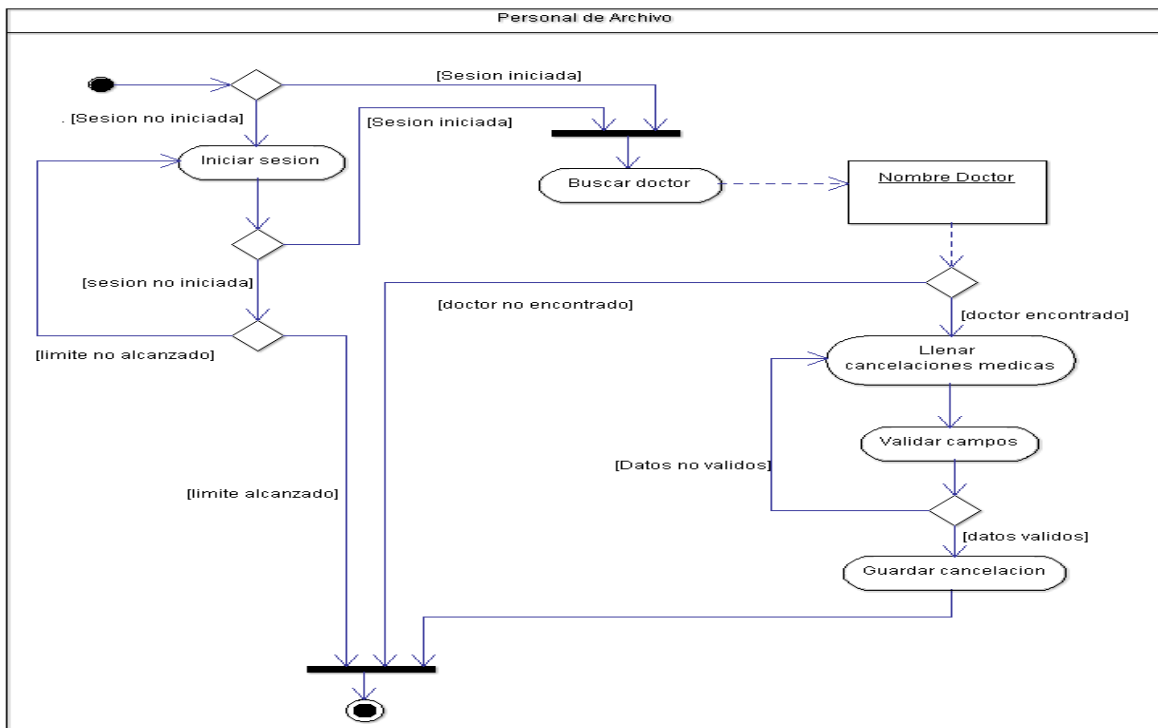 Personal de Archivo
[Sesion iniciada]
. [Sesion no iniciada]
[Sesion iniciada]
Iniciar sesion
Buscar doctor
Nombre Doctor
[sesion no iniciada]
[doctor no encontrado]
[doctor encontrado]
[limite no alcanzado]
Llenar
cancelaciones medicas
Validar campos
[Datos no validos]
[limite alcanzado]
[datos validos]
Guardar cancelacion